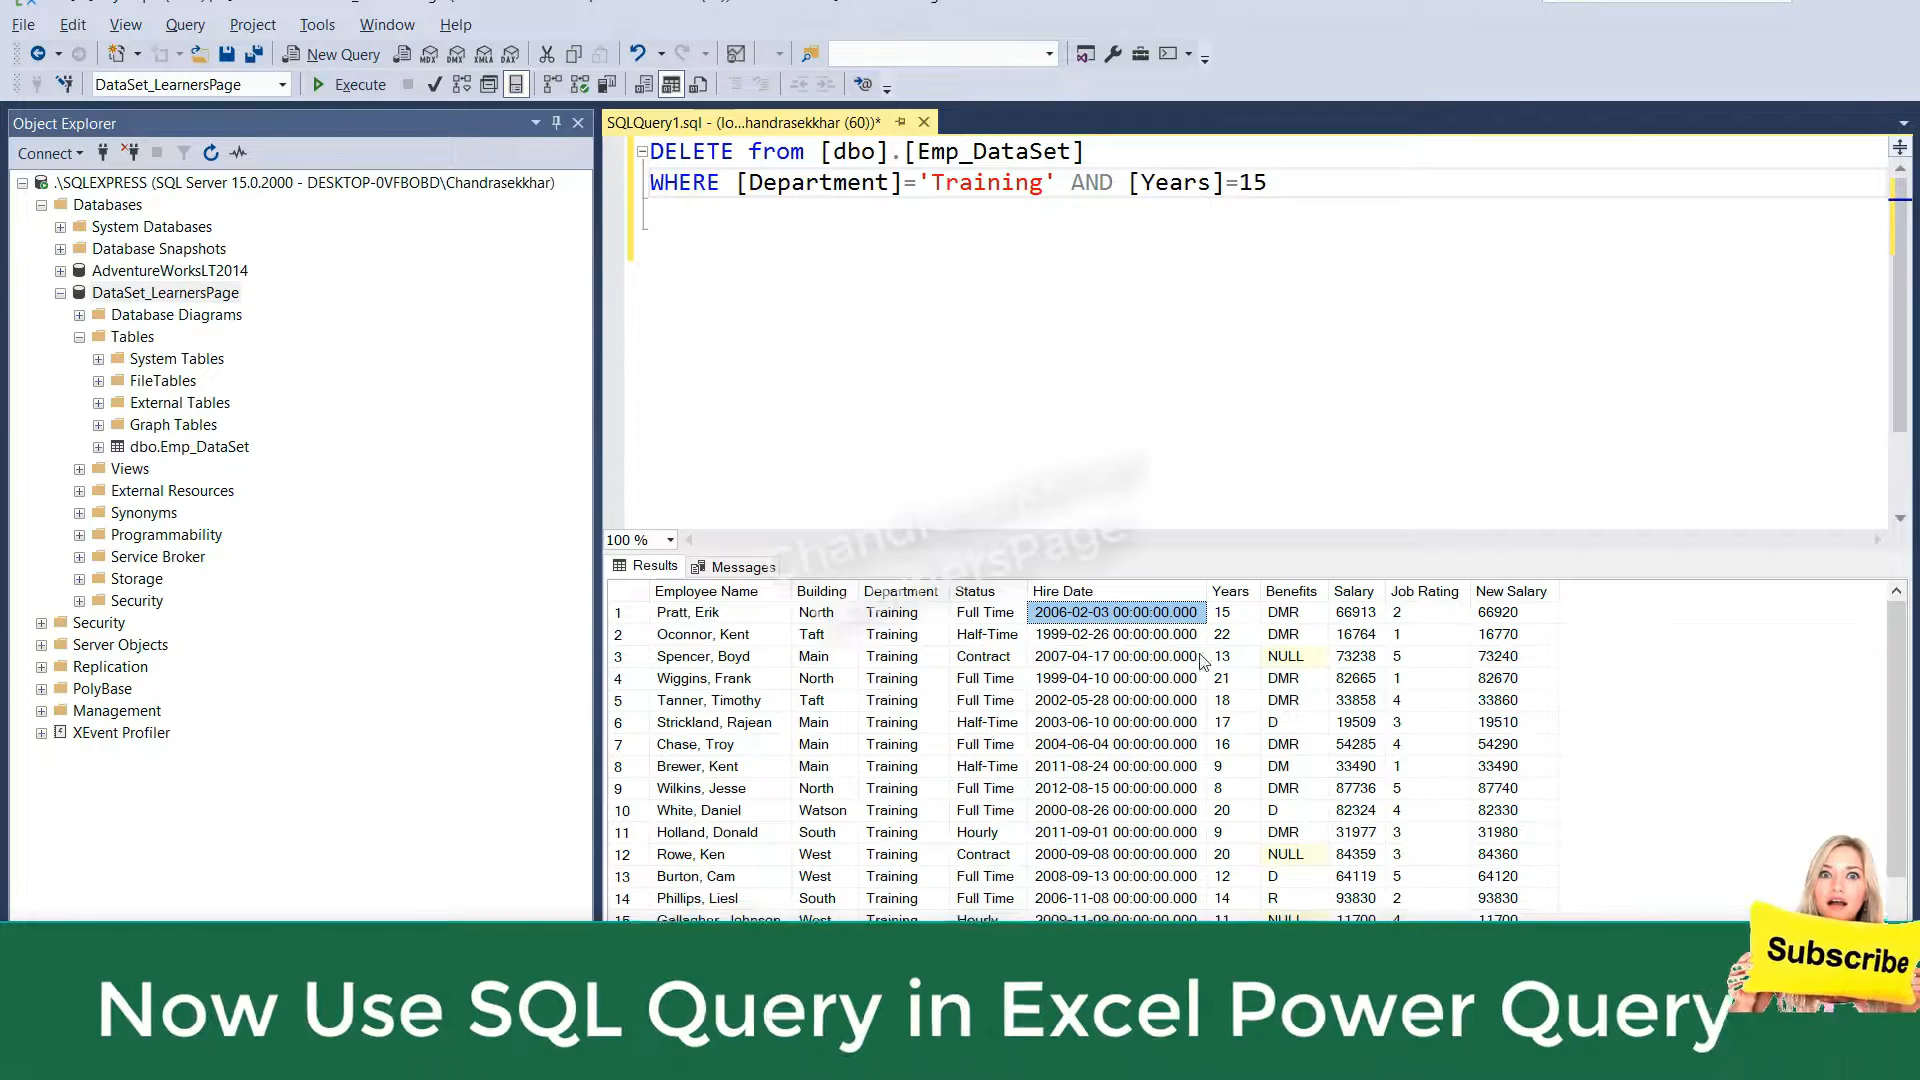 File Edit View Query Project Tools Window Help
New Query
DataSet_LearnersPage Execute
Object Explorer
Connect
.\SQLEXPRESS (SQL Server 15.0.2000 - DESKTOP-0VFBOBD\Chandrasekkhar)
Databases
System Databases
Database Snapshots
AdventureWorksLT2014
DataSet_LearnersPage
Database Diagrams
Tables
System Tables
FileTables
External Tables
Graph Tables
dbo.Emp_DataSet
Views
External Resources
Synonyms
Programmability
Service Broker
Storage
Security
Security
Server Objects
Replication
PolyBase
Management
XEvent Profiler
SQLQuery1.sql - (lo...handrasekkhar (60))*
DELETE from [dbo].[Emp_DataSet]
WHERE [Department]='Training' AND [Years]=15
100 %
Results Messages
Employee Name Building Department Status Hire Date Years Benefits Salary Job Rating New Salary
1 Pratt, Erik North Training Full Time 2006-02-03 00:00:00.000 15 DMR 66913 2 66920
2 Oconnor, Kent Taft Training Half-Time 1999-02-26 00:00:00.000 22 DMR 16764 1 16770
3 Spencer, Boyd Main Training Contract 2007-04-17 00:00:00.000 13 NULL 73238 5 73240
4 Wiggins, Frank North Training Full Time 1999-04-10 00:00:00.000 21 DMR 82665 1 82670
5 Tanner, Timothy Taft Training Full Time 2002-05-28 00:00:00.000 18 DMR 33858 4 33860
6 Strickland, Rajean Main Training Half-Time 2003-06-10 00:00:00.000 17 D 19509 3 19510
7 Chase, Troy Main Training Full Time 2004-06-04 00:00:00.000 16 DMR 54285 4 54290
8 Brewer, Kent Main Training Half-Time 2011-08-24 00:00:00.000 9 DM 33490 1 33490
9 Wilkins, Jesse North Training Full Time 2012-08-15 00:00:00.000 8 DMR 87736 5 87740
10 White, Daniel Watson Training Full Time 2000-08-26 00:00:00.000 20 D 82324 4 82330
11 Holland, Donald South Training Hourly 2011-09-01 00:00:00.000 9 DMR 31977 3 31980
12 Rowe, Ken West Training Contract 2000-09-08 00:00:00.000 20 NULL 84359 3 84360
13 Burton, Cam West Training Full Time 2008-09-13 00:00:00.000 12 D 64119 5 64120
14 Phillips, Liesl South Training Full Time 2006-11-08 00:00:00.000 14 R 93830 2 93830
15 Gallagher, Johnson West Training Hourly 2009-11-09 00:00:00.000 11 NULL 11700 4 11700
Subscribe
Now Use SQL Query in Excel Power Query